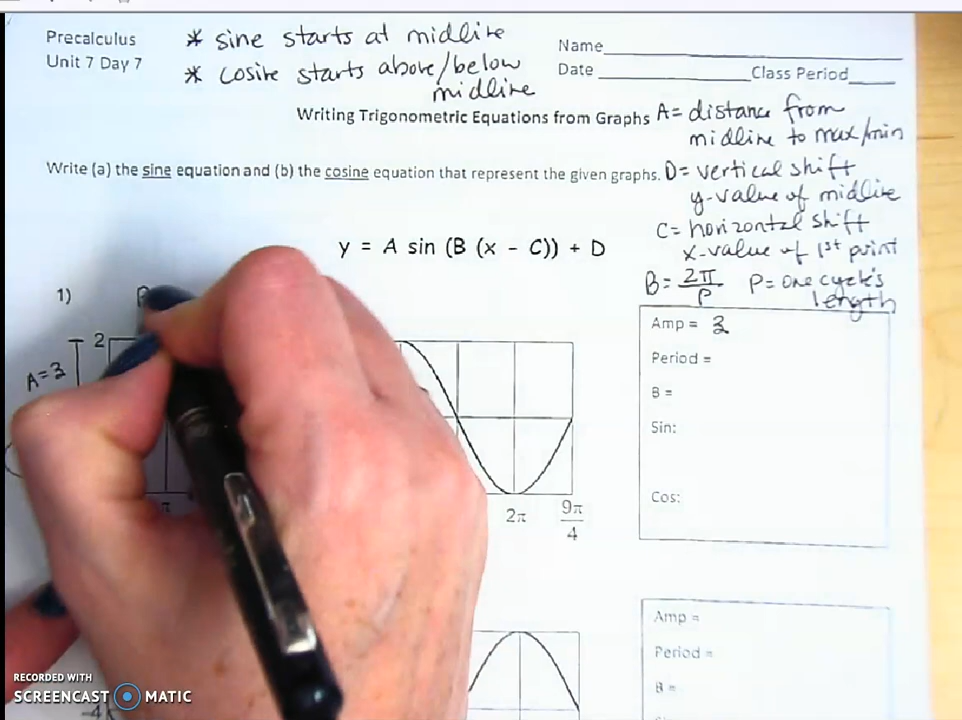 Precalculus
Unit 7 Day 7
* sine starts at midline
* cosine starts above/below
midline
Name
Date Class Period
Writing Trigonometric Equations from Graphs
A= distance from
midline to max/min
Write (a) the sine equation and (b) the cosine equation that represent the given graphs.
D= vertical shift
y-value of midline
C= horizontal shift
x-value of 1st point
y = A sin (B (x - C)) + D
B= 2π/P P= one cycle's
length
1)
2
A=3
π
2π
9π
4
Amp = 3
Period =
B =
Sin:
Cos:
Amp =
Period =
B =
-4
RECORDED WITH
SCREENCAST MATIC